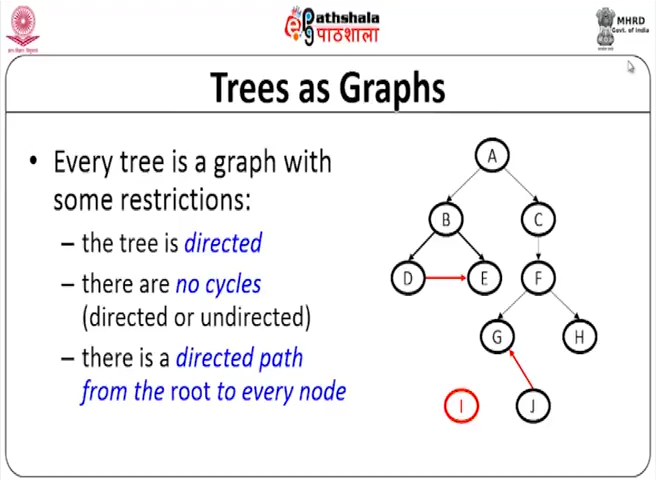 Pathshala
पाठशाला
MHRD
Govt. of India
Trees as Graphs
• Every tree is a graph with
some restrictions:
– the tree is directed
– there are no cycles
(directed or undirected)
– there is a directed path
from the root to every node
A
B
C
D
E
F
G
H
I
J